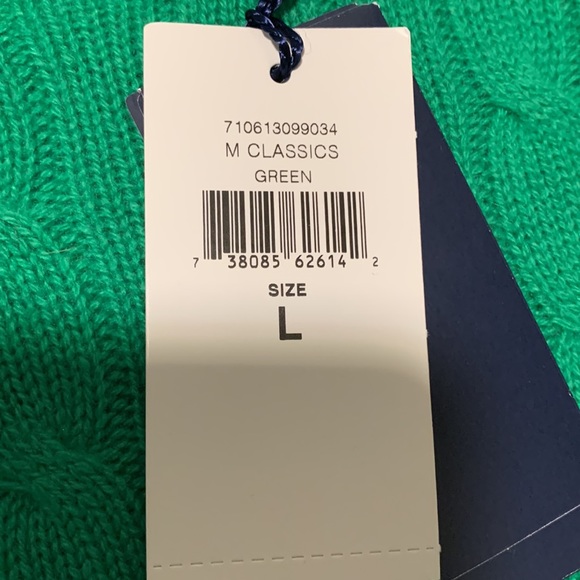 710613099034
M CLASSICS
GREEN
7 38085 62614 2
SIZE
L